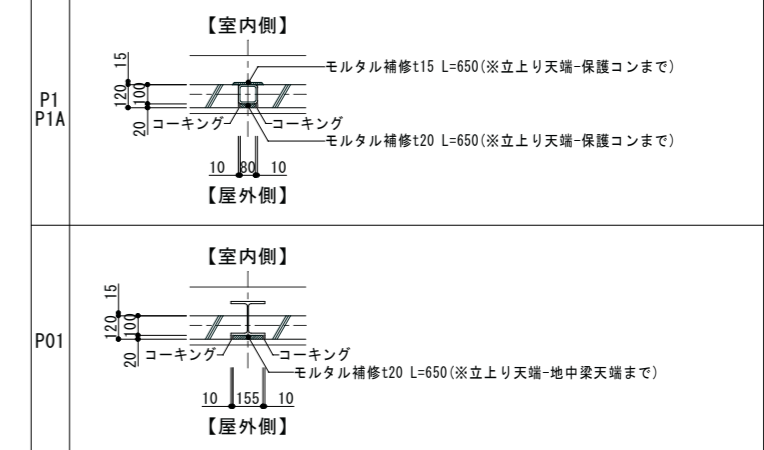 P1
P1A
【室内側】
15
120
100
20
モルタル補修t15 L=650(※立上り天端-保護コンまで)
コーキング
コーキング
モルタル補修t20 L=650(※立上り天端-保護コンまで)
10 80 10
【屋外側】
P01
【室内側】
15
120
100
20
コーキング
コーキング
モルタル補修t20 L=650(※立上り天端-地中梁天端まで)
10 155 10
【屋外側】